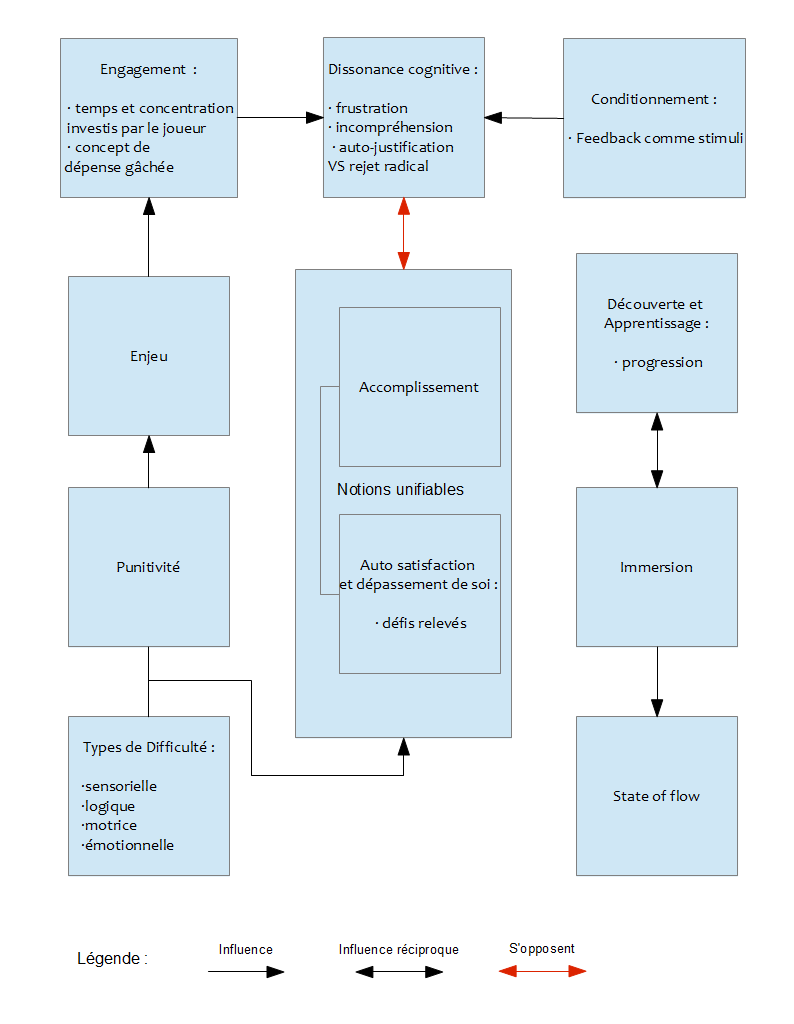 Engagement :
· temps et concentration
investis par le joueur
· concept de
dépense gâchée
Dissonance cognitive :
· frustration
· incompréhension
· auto-justification
VS rejet radical
Conditionnement :
· Feedback comme stimuli
Enjeu
Accomplissement
Découverte et
Apprentissage :
· progression
Notions unifiables
Punitivité
Auto satisfaction
et dépassement de soi :
· défis relevés
Immersion
Types de Difficulté :
·sensorielle
·logique
·motrice
·émotionnelle
State of flow
Légende :
Influence
Influence réciproque
S'opposent